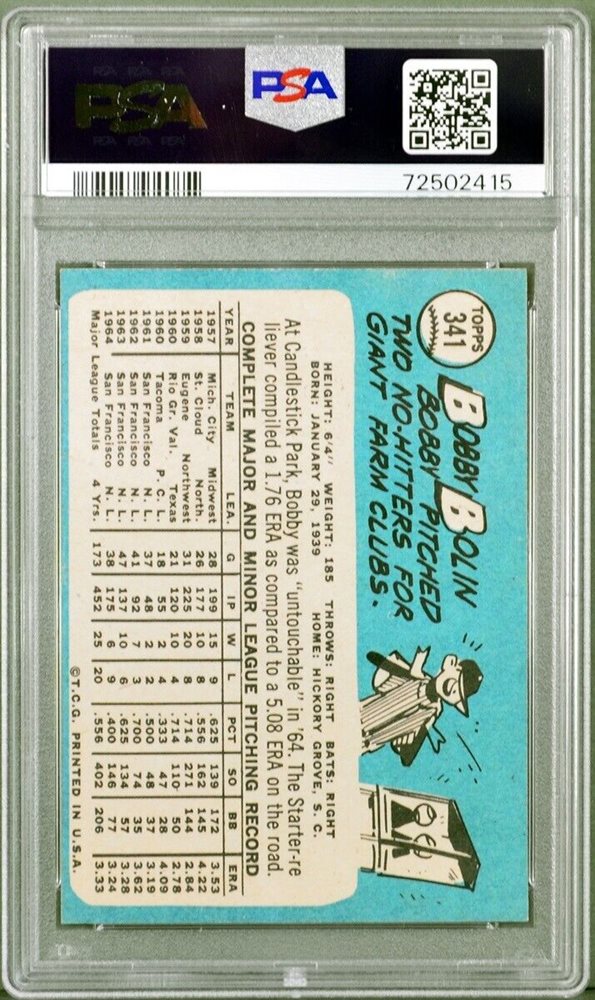 PSA
PSA
72502415
TOPPS
341
BOBBY BOLIN
BOBBY PITCHED
TWO NO-HITTERS FOR
GIANT FARM CLUBS.
HEIGHT: 6'4" WEIGHT: 185 THROWS: RIGHT BATS: RIGHT
BORN: JANUARY 29, 1939 HOME: HICKORY GROVE, S. C.
At Candlestick Park, Bobby was "untouchable" in '64. The Starter-re
liever compiled a 1.76 ERA as compared to a 5.08 ERA on the road.
COMPLETE MAJOR AND MINOR LEAGUE PITCHING RECORD
YEAR TEAM LEA. G IP W L PCT SO BB ERA
1957 Mich. City Midwest 28 199 15 9 .625 139 172 3.53
1958 St. Cloud North. 26 177 10 8 .556 162 145 4.22
1959 Eugene Northwest 31 225 20 8 .714 271 144 2.84
1960 Rio Gr. Val. Texas 21 120 10 4 .714 110 50 2.78
1960 Tacoma P. C. L. 18 55 2 4 .333 47 28 4.09
1961 San Francisco N. L. 37 48 2 2 .500 48 37 3.19
1962 San Francisco N. L. 41 92 7 3 .700 74 35 3.62
1963 San Francisco N. L. 47 137 10 6 .625 134 57 3.28
1964 San Francisco N. L. 38 175 6 9 .400 146 77 3.24
Major League Totals 4 Yrs. 173 452 25 20 .556 402 206 3.33
©T.C.G. PRINTED IN U.S.A.